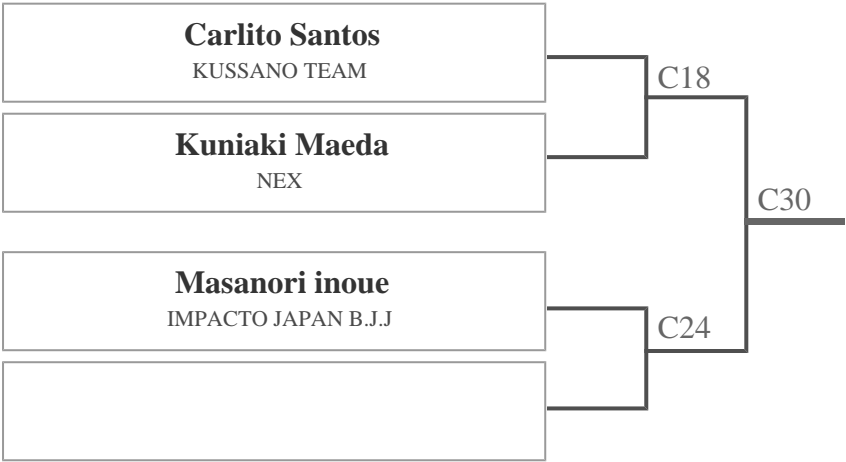 Carlito Santos
KUSSANO TEAM
C18
Kuniaki Maeda
NEX
C30
Masanori inoue
IMPACTO JAPAN B.J.J
C24